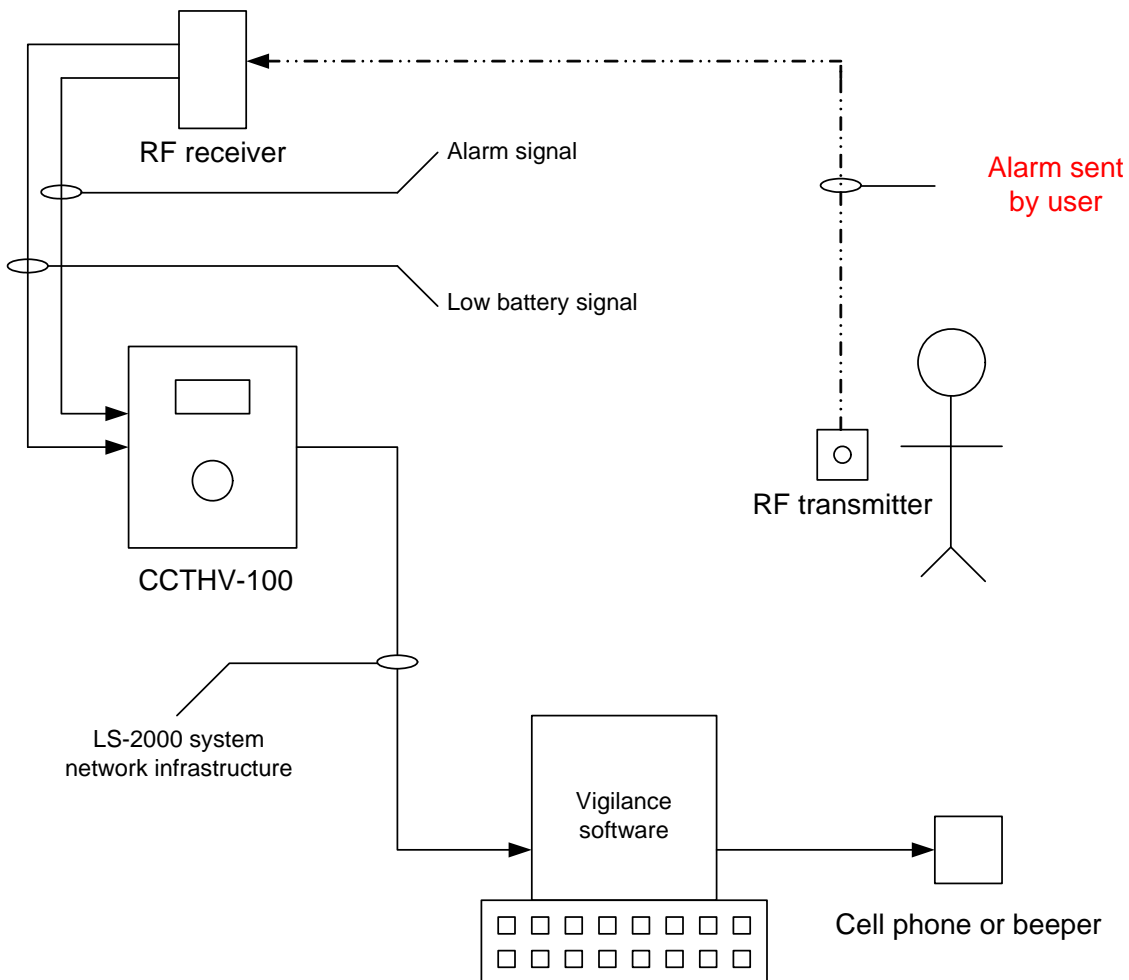 RF receiver
Alarm signal
Alarm sent
by user
Low battery signal
RF transmitter
CCTHV-100
LS-2000 system
network infrastructure
Vigilance
software
Cell phone or beeper